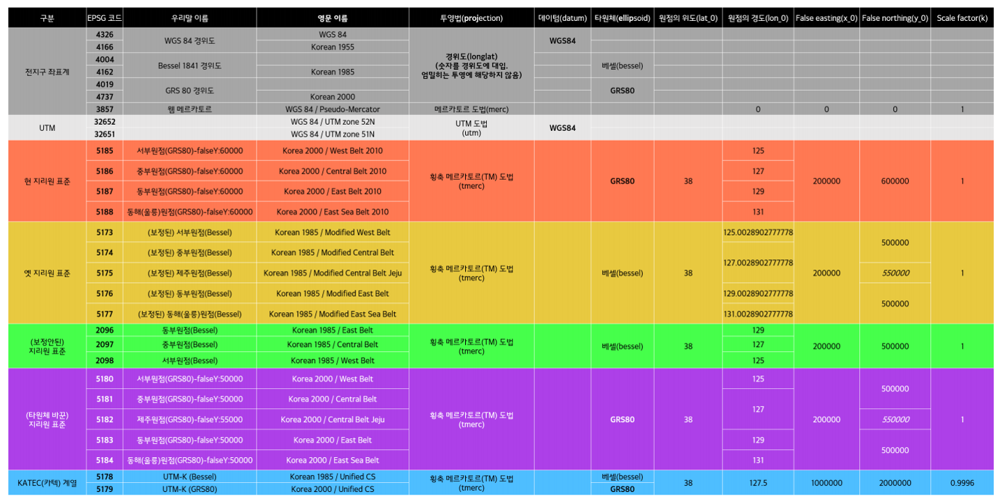 구분 EPSG 코드 우리말 이름 영문 이름 투영법(projection) 데이텀(datum) 타원체(ellipsoid) 원점의 위도(lat_0) 원점의 경도(lon_0) False easting(x_0) False northing(y_0) Scale factor(k)
전지구 좌표계
4326 WGS 84 경위도 WGS 84 WGS84
4166 Korean 1955
경위도(longlat)
(숫자를 경위도에 대입.
엄밀히는 투영에 해당하지 않음)
4004 Bessel 1841 경위도 베셀(bessel)
4162 Korean 1985
4019 GRS 80 경위도 GRS80
4737 Korean 2000
3857 웹 메르카토르 WGS 84 / Pseudo-Mercator 메르카토르 도법(merc) 0 0 0 1
UTM
32652 WGS 84 / UTM zone 52N
32651 WGS 84 / UTM zone 51N
UTM 도법
(utm)
WGS84
현 지리원 표준
5185 서부원점(GRS80)-falseY:60000 Korea 2000 / West Belt 2010 125
5186 중부원점(GRS80)-falseY:60000 Korea 2000 / Central Belt 2010 127
5187 동부원점(GRS80)-falseY:60000 Korea 2000 / East Belt 2010 129
5188 동해(울릉)원점(GRS80)-falseY:60000 Korea 2000 / East Sea Belt 2010 131
횡축 메르카토르(TM) 도법
(tmerc)
GRS80 38 200000 600000 1
옛 지리원 표준
5173 (보정된) 서부원점(Bessel) Korean 1985 / Modified West Belt 125.0028902777778
5174 (보정된) 중부원점(Bessel) Korean 1985 / Modified Central Belt 127.0028902777778 500000
5175 (보정된) 제주원점(Bessel) Korean 1985 / Modified Central Belt Jeju 550000
5176 (보정된) 동부원점(Bessel) Korean 1985 / Modified East Belt 129.0028902777778 500000
5177 (보정된) 동해(울릉)원점(Bessel) Korean 1985 / Modified East Sea Belt 131.0028902777778
횡축 메르카토르(TM) 도법
(tmerc)
베셀(bessel) 38 200000 1
(보정안된)
지리원 표준
2096 동부원점(Bessel) Korean 1985 / East Belt 129
2097 중부원점(Bessel) Korean 1985 / Central Belt 127
2098 서부원점(Bessel) Korean 1985 / West Belt 125
횡축 메르카토르(TM) 도법
(tmerc)
베셀(bessel) 38 200000 500000 1
(타원체 바꾼)
지리원 표준
5180 서부원점(GRS80)-falseY:50000 Korea 2000 / West Belt 125 500000
5181 중부원점(GRS80)-falseY:50000 Korea 2000 / Central Belt 127
5182 제주원점(GRS80)-falseY:55000 Korea 2000 / Central Belt Jeju 550000
5183 동부원점(GRS80)-falseY:50000 Korea 2000 / East Belt 129 500000
5184 동해(울릉)원점(GRS80)-falseY:50000 Korea 2000 / East Sea Belt 131
횡축 메르카토르(TM) 도법
(tmerc)
GRS80 38 200000 1
KATEC(카텍) 계열
5178 UTM-K (Bessel) Korean 1985 / Unified CS 베셀(bessel)
5179 UTM-K (GRS80) Korea 2000 / Unified CS GRS80
횡축 메르카토르(TM) 도법
(tmerc)
38 127.5 1000000 2000000 0.9996